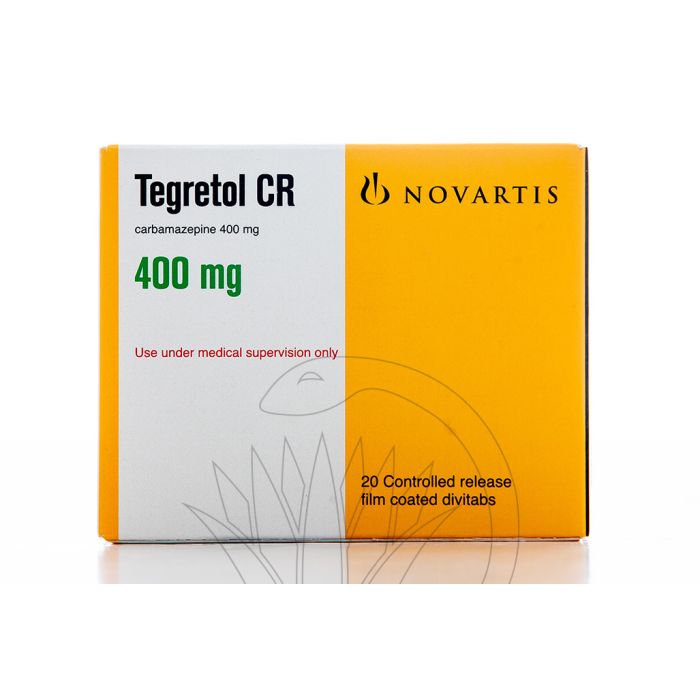 Tegretol CR
carbamazepine 400 mg
400 mg
Use under medical supervision only
NOVARTIS
20 Controlled release
film coated divitabs